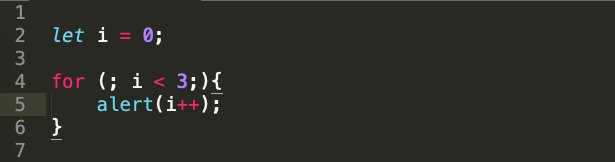 1
2 let i = 0;
3
4 for (; i < 3;){
5     alert(i++);
6 }
7